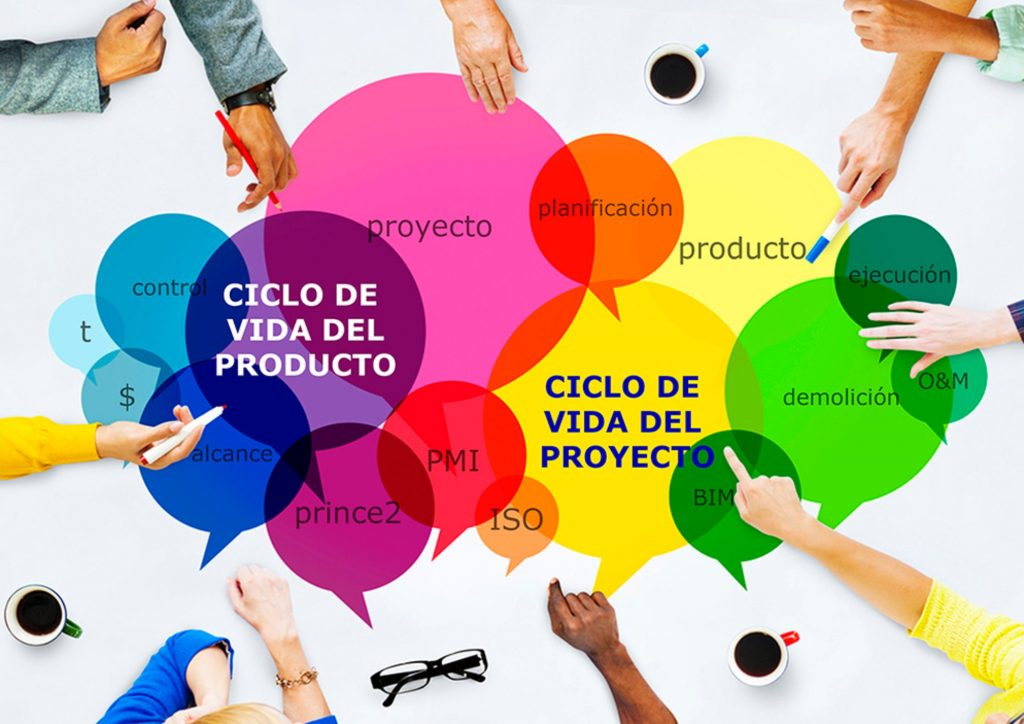 proyecto
planificación
producto
ejecución
control
CICLO DE
VIDA DEL
PRODUCTO
t
$
CICLO DE
VIDA DEL
PROYECTO
demolición
O&M
alcance
PMI
prince2
ISO
BIM